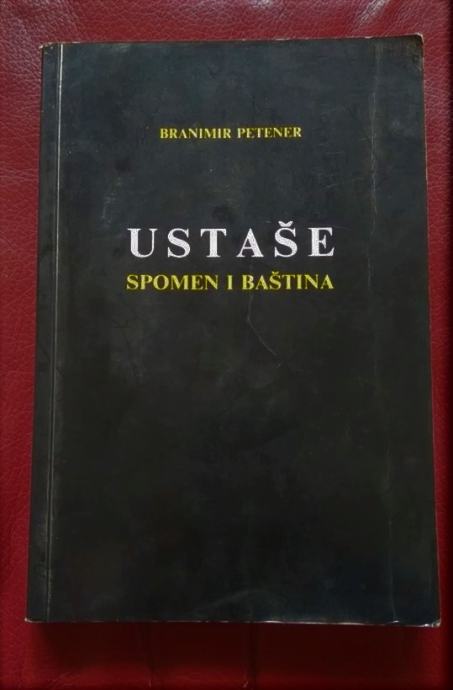 BRANIMIR PETENER
USTAŠE
SPOMEN I BAŠTINA